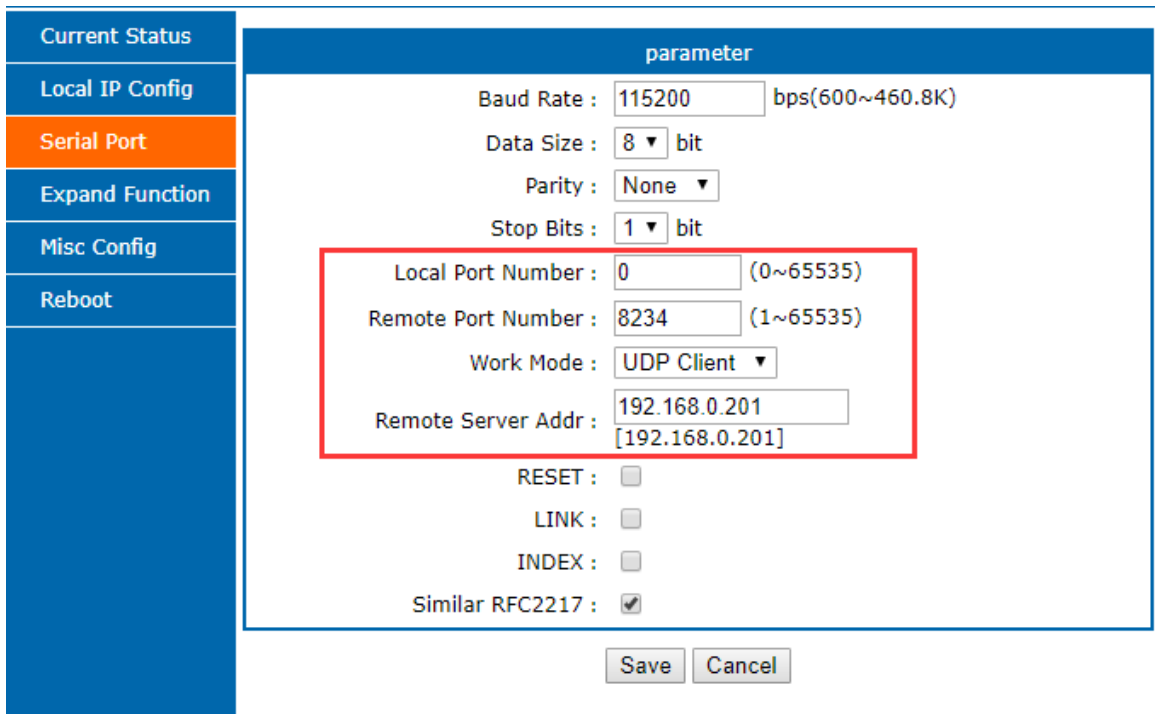 Current Status
Local IP Config
Serial Port
Expand Function
Misc Config
Reboot
parameter
Baud Rate : 115200 bps(600~460.8K)
Data Size : 8 bit
Parity : None
Stop Bits : 1 bit
Local Port Number : 0 (0~65535)
Remote Port Number : 8234 (1~65535)
Work Mode : UDP Client
Remote Server Addr : 192.168.0.201
[192.168.0.201]
RESET :
LINK :
INDEX :
Similar RFC2217 :
Save Cancel